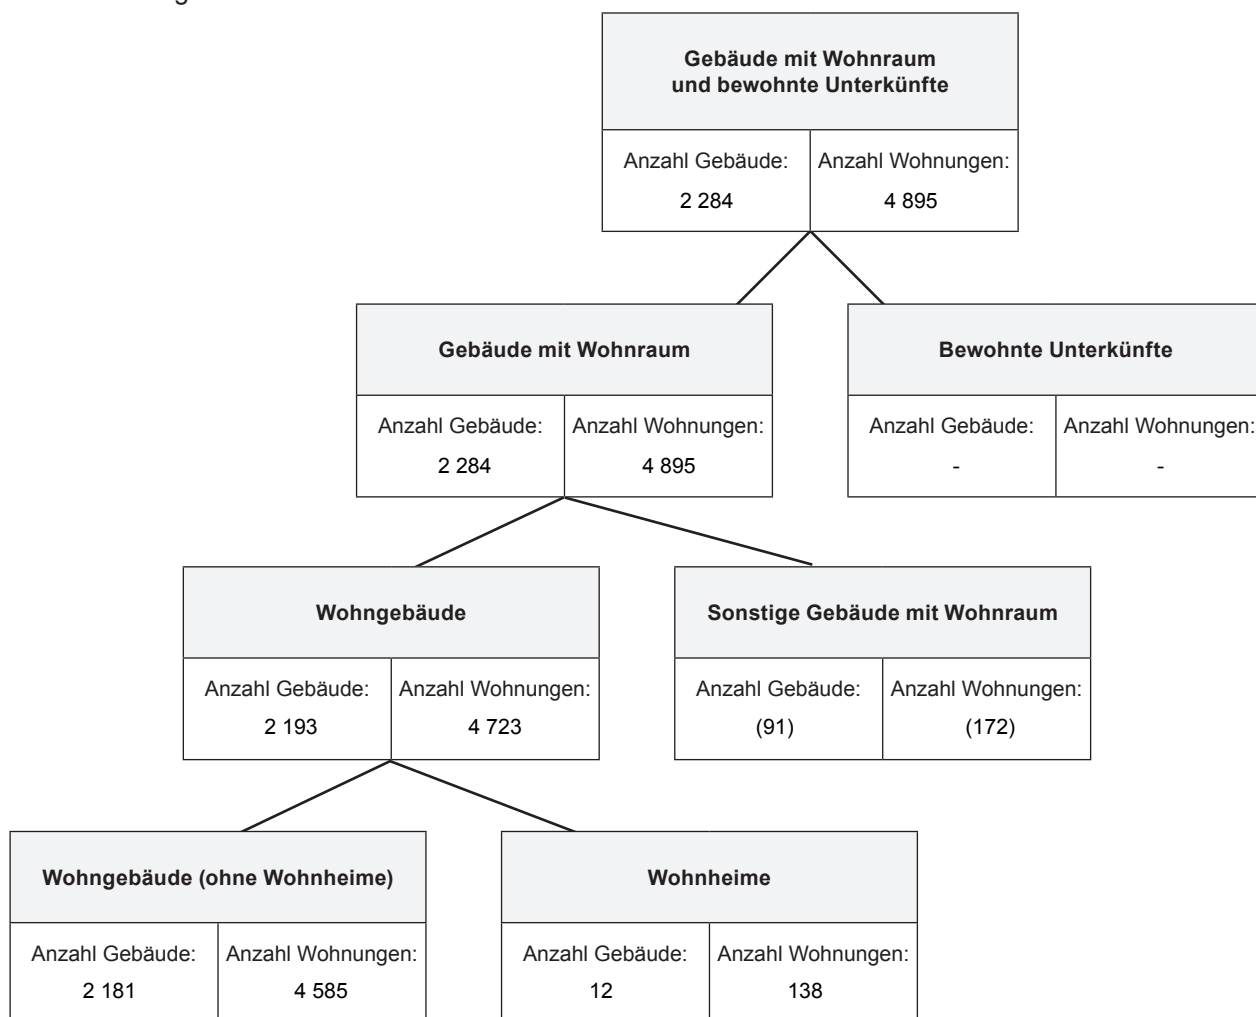 Gebäude mit Wohnraum
und bewohnte Unterkünfte
Anzahl Gebäude: Anzahl Wohnungen:
2 284 4 895
Gebäude mit Wohnraum Bewohnte Unterkünfte
Anzahl Gebäude: Anzahl Wohnungen: Anzahl Gebäude: Anzahl Wohnungen:
2 284 4 895 - -
Wohngebäude Sonstige Gebäude mit Wohnraum
Anzahl Gebäude: Anzahl Wohnungen: Anzahl Gebäude: Anzahl Wohnungen:
2 193 4 723 (91) (172)
Wohngebäude (ohne Wohnheime) Wohnheime
Anzahl Gebäude: Anzahl Wohnungen: Anzahl Gebäude: Anzahl Wohnungen:
2 181 4 585 12 138